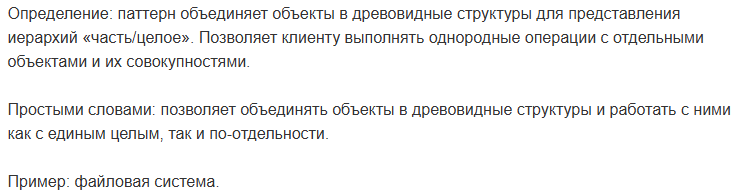 Определение: паттерн объединяет объекты в древовидные структуры для представления
иерархий «часть/целое». Позволяет клиенту выполнять однородные операции с отдельными
объектами и их совокупностями.
Простыми словами: позволяет объединять объекты в древовидные структуры и работать с ними
как с единым целым, так и по-отдельности.
Пример: файловая система.